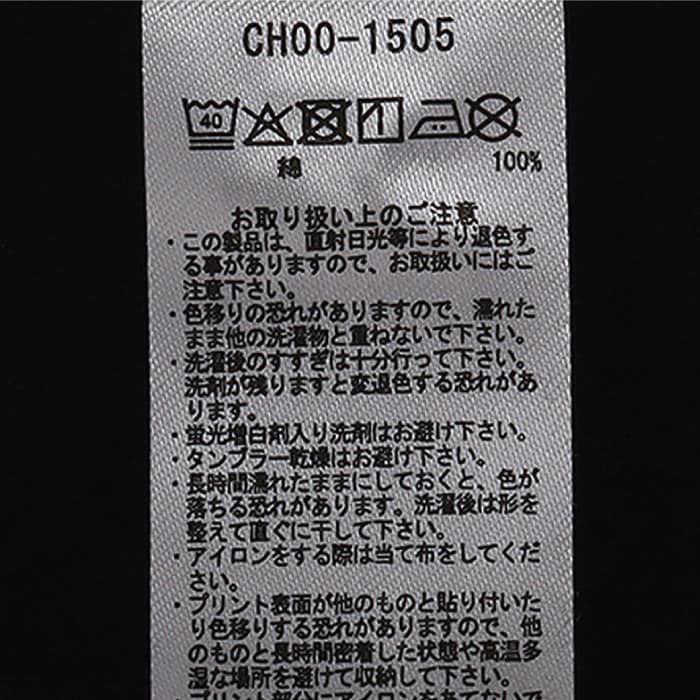 CH00-1505
40
綿 100%
お取り扱い上のご注意
・この製品は、直射日光等により退色す
る事がありますので、お取扱いにはご
注意下さい。
・色移りの恐れがありますので、濡れた
まま他の洗濯物と重ねないで下さい。
・洗濯後のすすぎは十分行って下さい。
洗剤が残りますと変退色する恐れがあ
ります。
・蛍光増白剤入り洗剤はお避け下さい。
・タンブラー乾燥はお避け下さい。
・長時間濡れたままにしておくと、色が
落ちる恐れがあります。洗濯後は形を
整えて直ぐに干して下さい。
・アイロンをする際は当て布をしてくだ
さい。
・プリント表面が他のものと貼り付いた
り色移りする恐れがありますので、他
のものと長時間密着した状態や高温多
湿な場所を避けて収納して下さい。